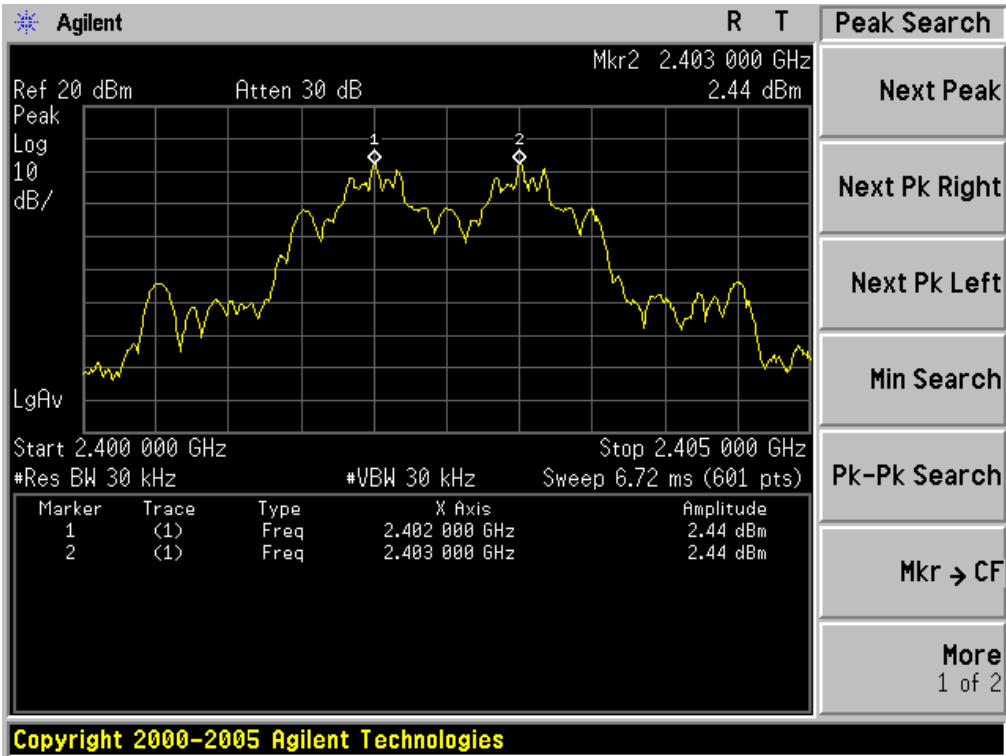 Agilent R T
Peak Search
Mkr2 2.403 000 GHz
Ref 20 dBm Atten 30 dB 2.44 dBm
Peak
Log
10
dB/
1 2
LgAv
Start 2.400 000 GHz Stop 2.405 000 GHz
#Res BW 30 kHz #VBW 30 kHz Sweep 6.72 ms (601 pts)
Marker Trace Type X Axis Amplitude
1 (1) Freq 2.402 000 GHz 2.44 dBm
2 (1) Freq 2.403 000 GHz 2.44 dBm
Next Peak
Next Pk Right
Next Pk Left
Min Search
Pk-Pk Search
Mkr → CF
More
1 of 2
Copyright 2000-2005 Agilent Technologies